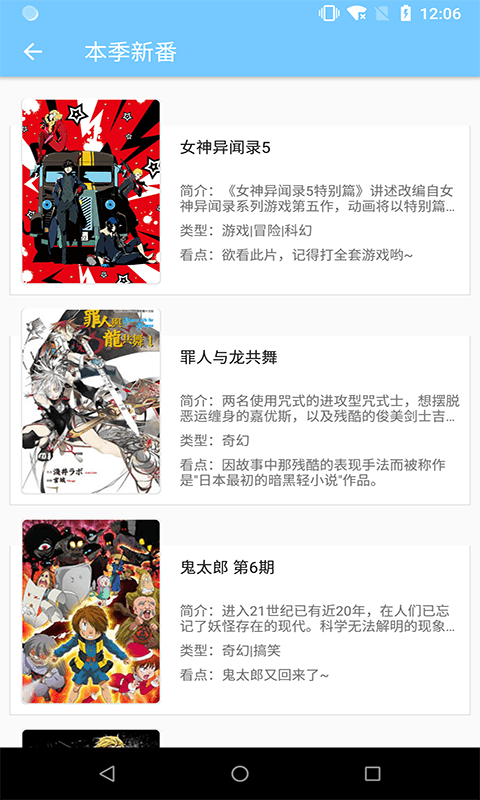 12:06
本季新番
女神异闻录5
简介：《女神异闻录5特别篇》讲述改编自女
神异闻录系列游戏第五作，动画将以特别篇…
类型：游戏|冒险|科幻
看点：欲看此片，记得打全套游戏哟~
罪人与龙共舞
罪人與
龍共舞 1
浅井ラボ
宮城
简介：两名使用咒式的进攻型咒式士，想摆脱
恶运缠身的嘉优斯，以及残酷的俊美剑士吉…
类型：奇幻
看点：因故事中那残酷的表现手法而被称作
是"日本最初的暗黑轻小说"作品。
鬼太郎 第6期
简介：进入21世纪已有近20年，在人们已忘
记了妖怪存在的现代。科学无法解明的现象…
类型：奇幻|搞笑
看点：鬼太郎又回来了~